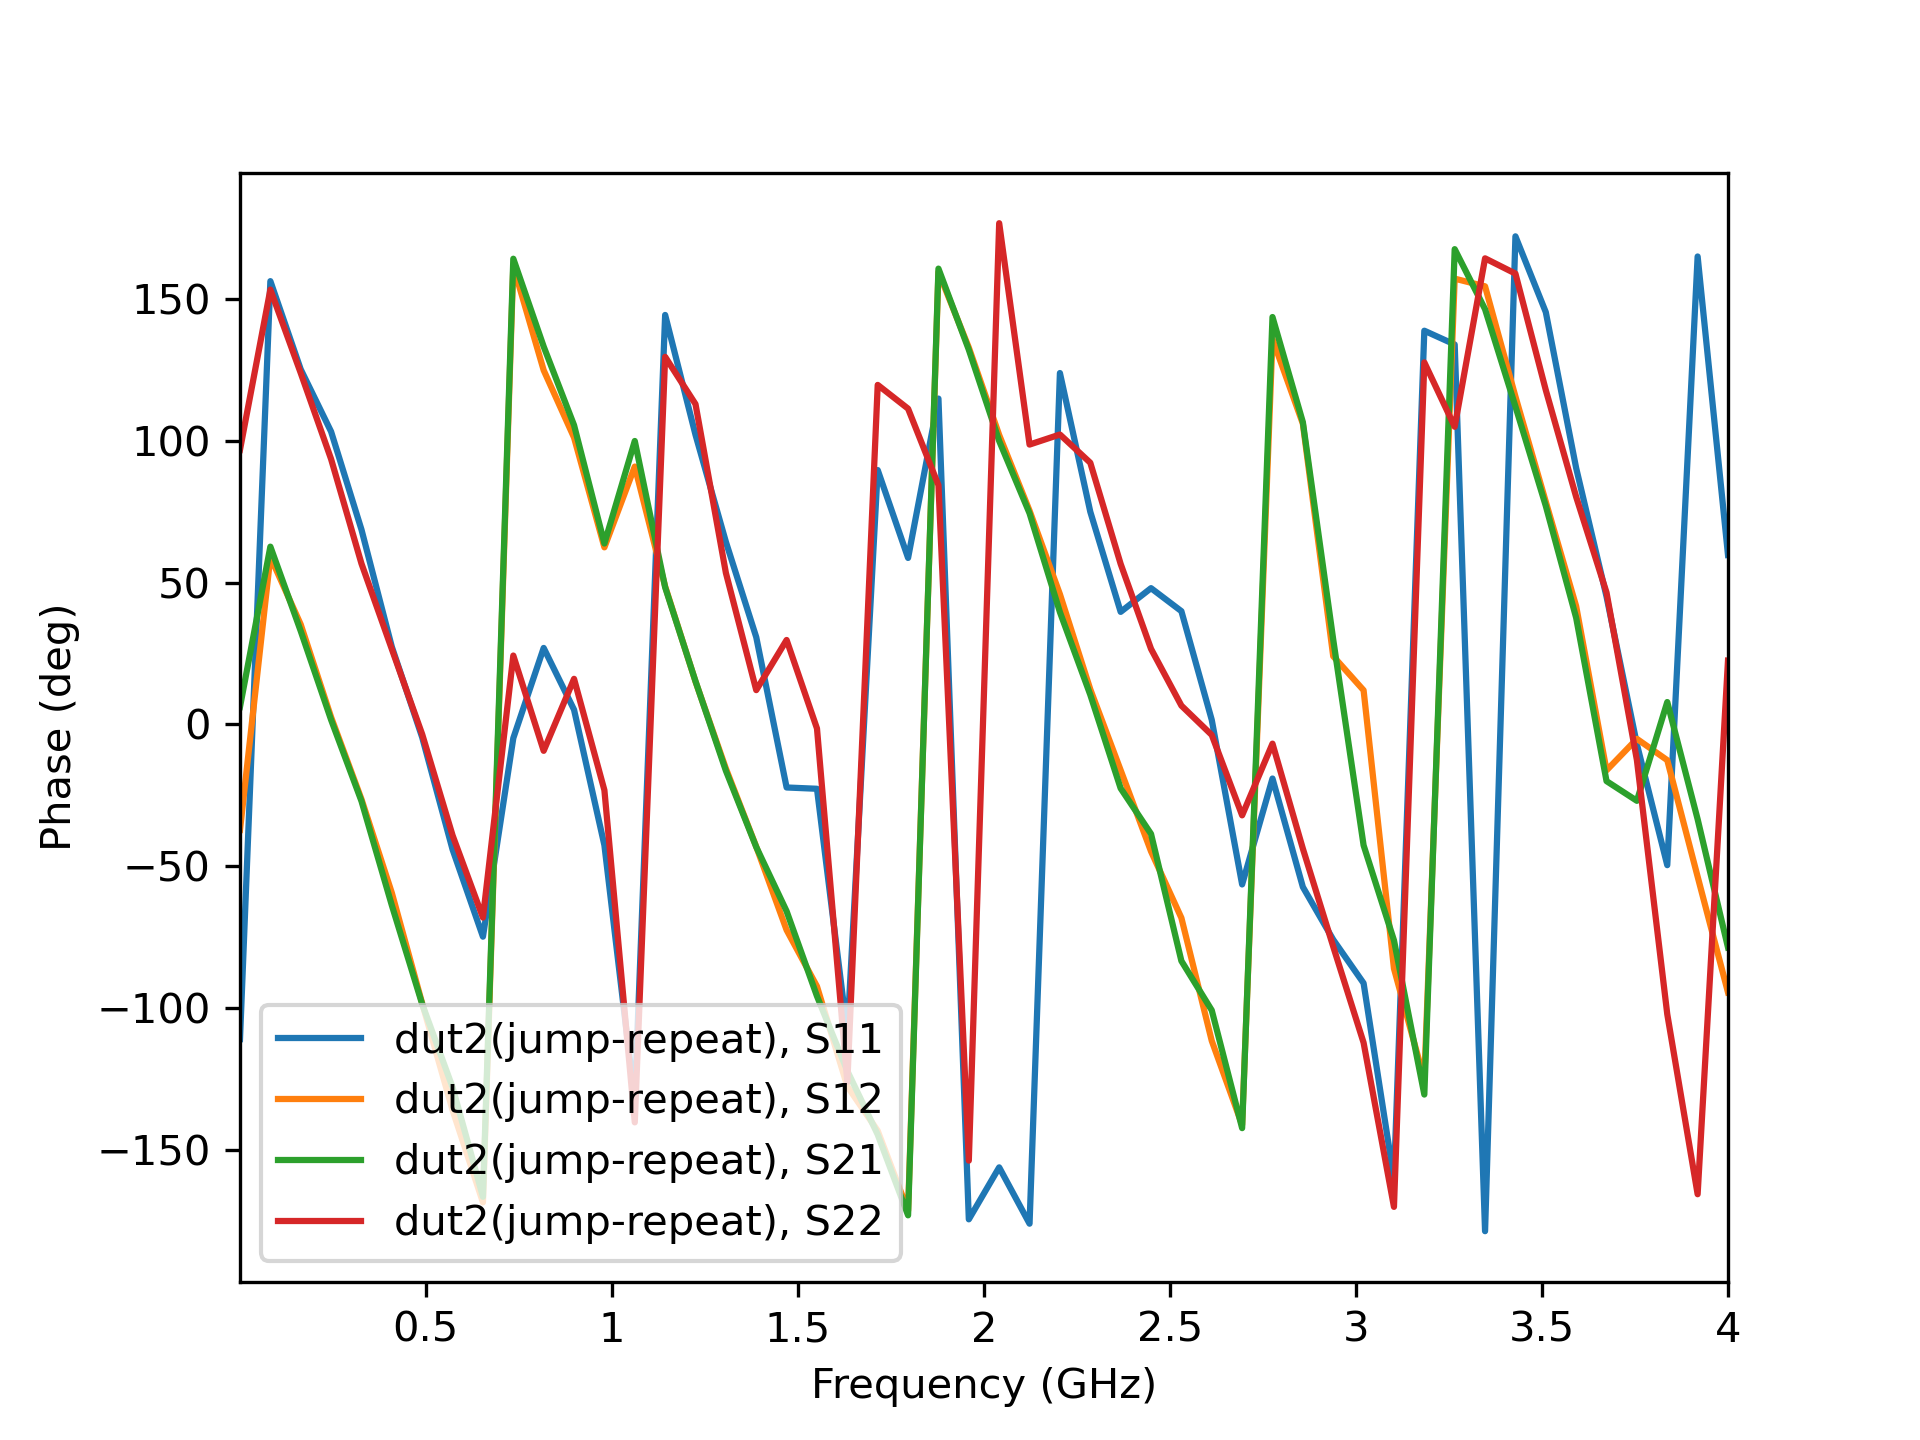 Phase (deg)
150
100
50
0
−50
−100
−150
dut2(jump-repeat), S11
dut2(jump-repeat), S12
dut2(jump-repeat), S21
dut2(jump-repeat), S22
0.5 1 1.5 2 2.5 3 3.5 4
Frequency (GHz)